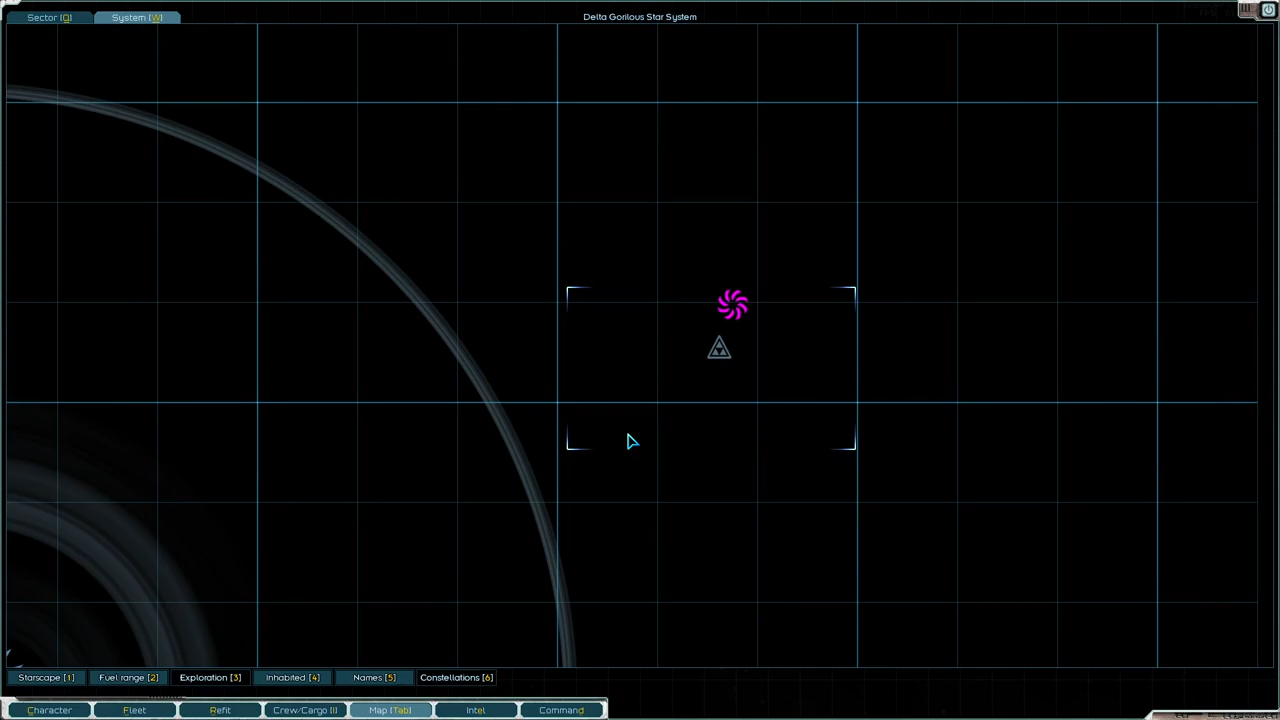 Sector [Q]
System [W]
Delta Gorilous Star System
Starscape [1]
Fuel range [2]
Exploration [3]
Inhabited [4]
Names [5]
Constellations [6]
Character
Fleet
Refit
Crew/Cargo [I]
Map [Tab]
Intel
Command